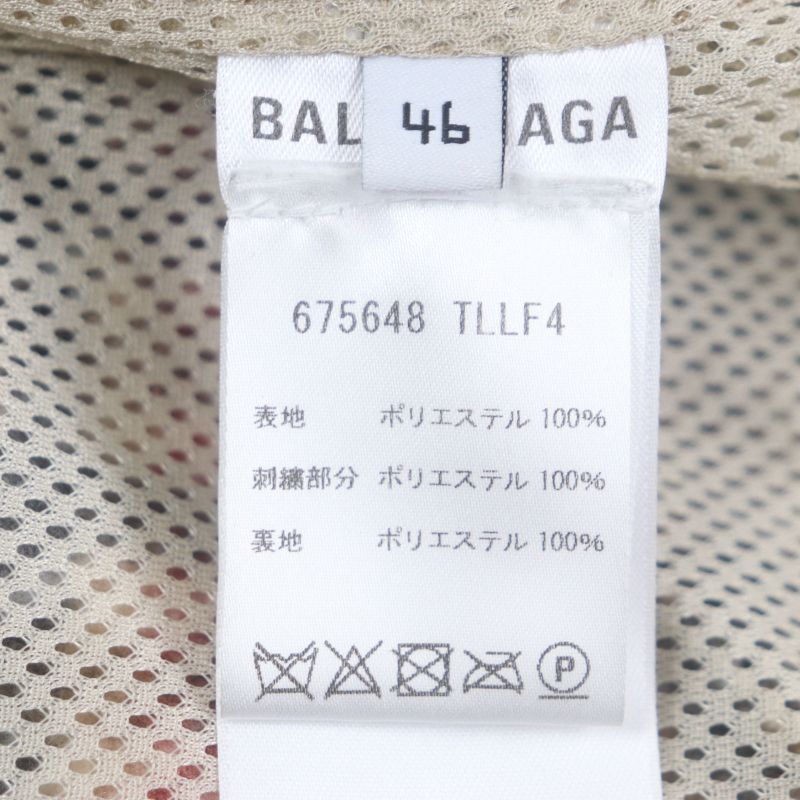 BAL 46 AGA
675648 TLLF4
表地 ポリエステル 100%
刺繍部分 ポリエステル 100%
裏地 ポリエステル 100%
P